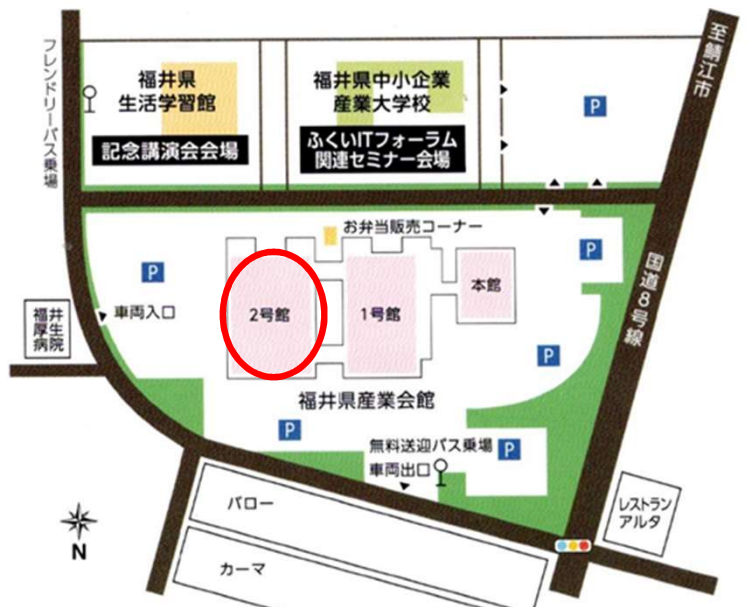 フレンドリーバス乗場
福井県
生活学習館
記念講演会会場
福井県中小企業
産業大学校
ふくいITフォーラム
関連セミナー会場
P
至鯖江市
お弁当販売コーナー
P
P
国道8号線
本館
2号館
1号館
車両入口
福井
厚生
病院
P
福井県産業会館
P
無料送迎バス乗場
P
車両出口
バロー
レストラン
アルタ
N
カーマ